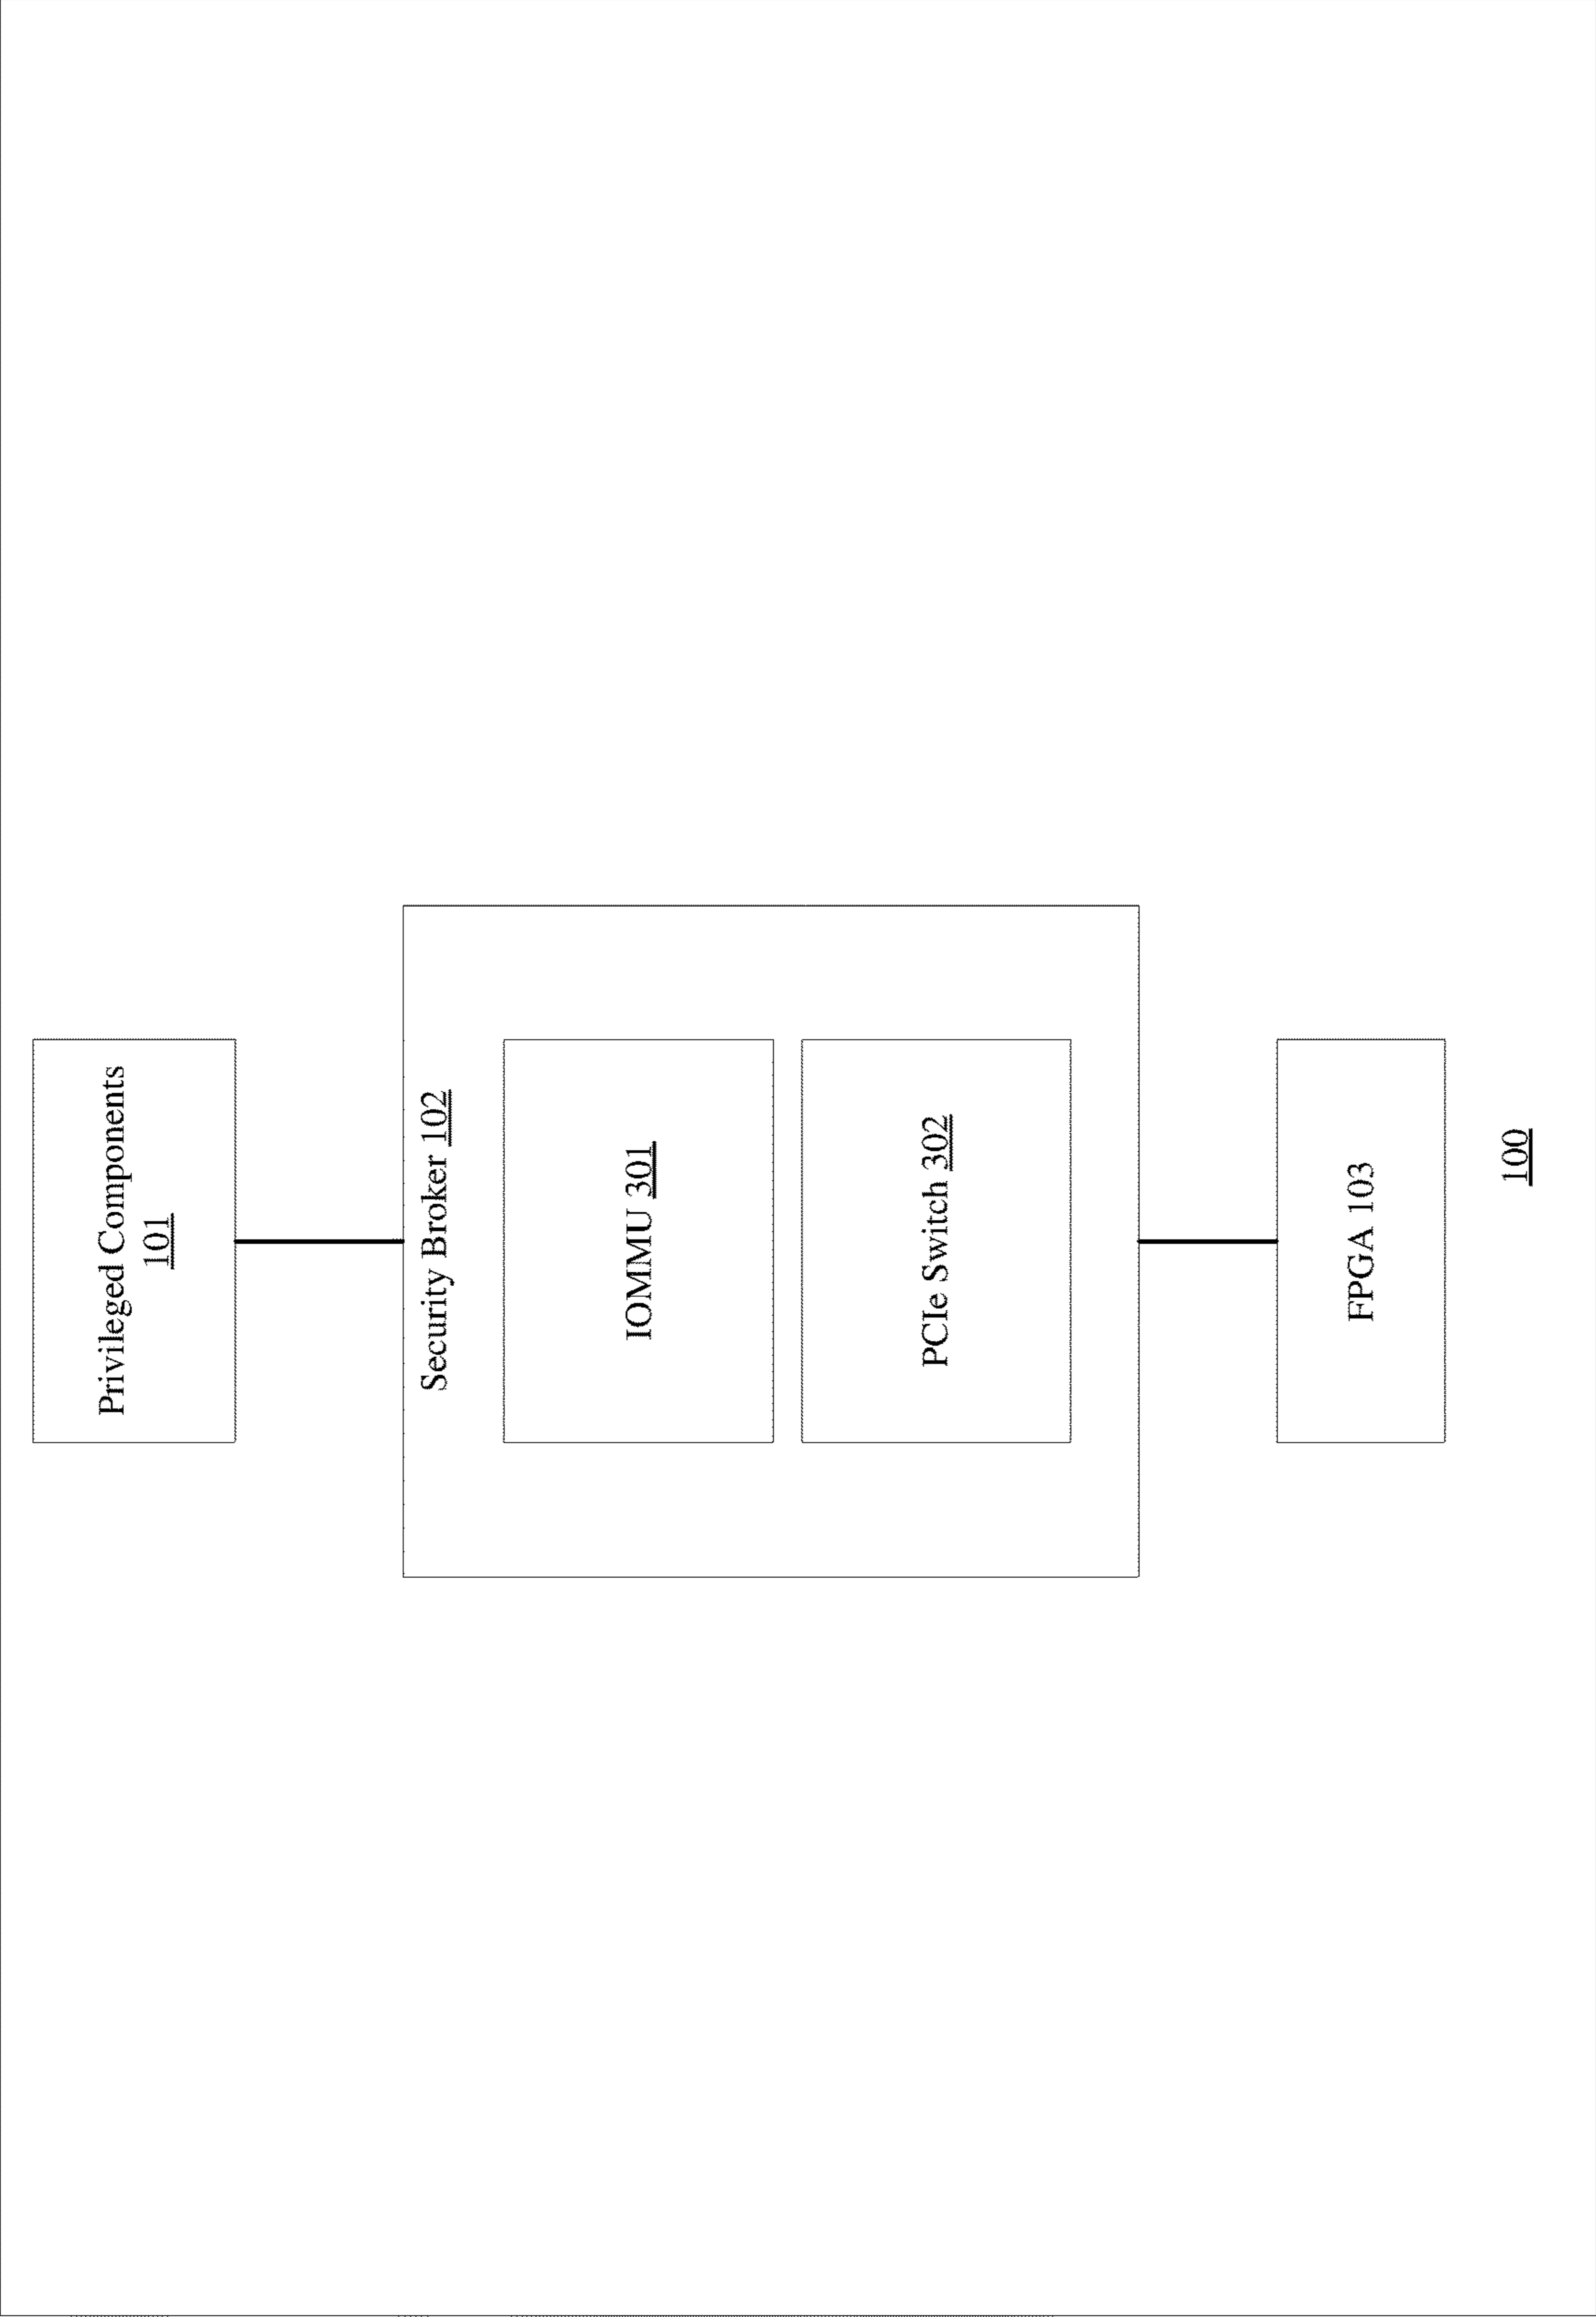 Privileged Components
101
Security Broker 102
IOMMU 301
PCIe Switch 302
FPGA 103
100